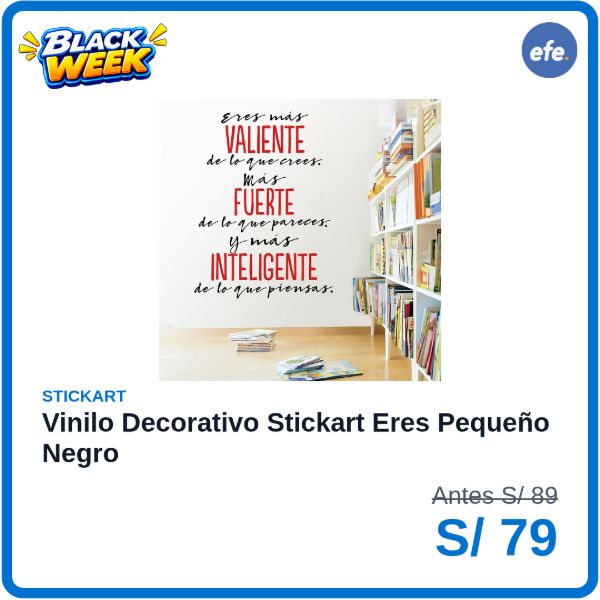 BLACK
WEEK
efe.
Eres más
VALIENTE
de lo que crees.
Más
FUERTE
de lo que pareces.
y más
INTELIGENTE
de lo que piensas.
STICKART
Vinilo Decorativo Stickart Eres Pequeño
Negro
Antes S/ 89
S/ 79